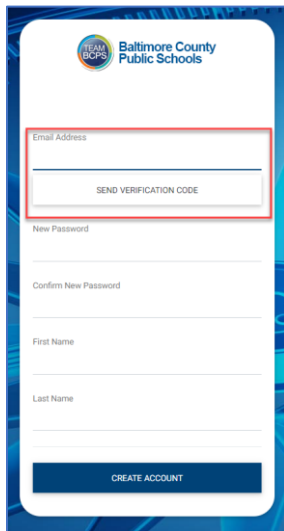 TEAM
BCPS
Baltimore County
Public Schools
Email Address
SEND VERIFICATION CODE
New Password
Confirm New Password
First Name
Last Name
CREATE ACCOUNT